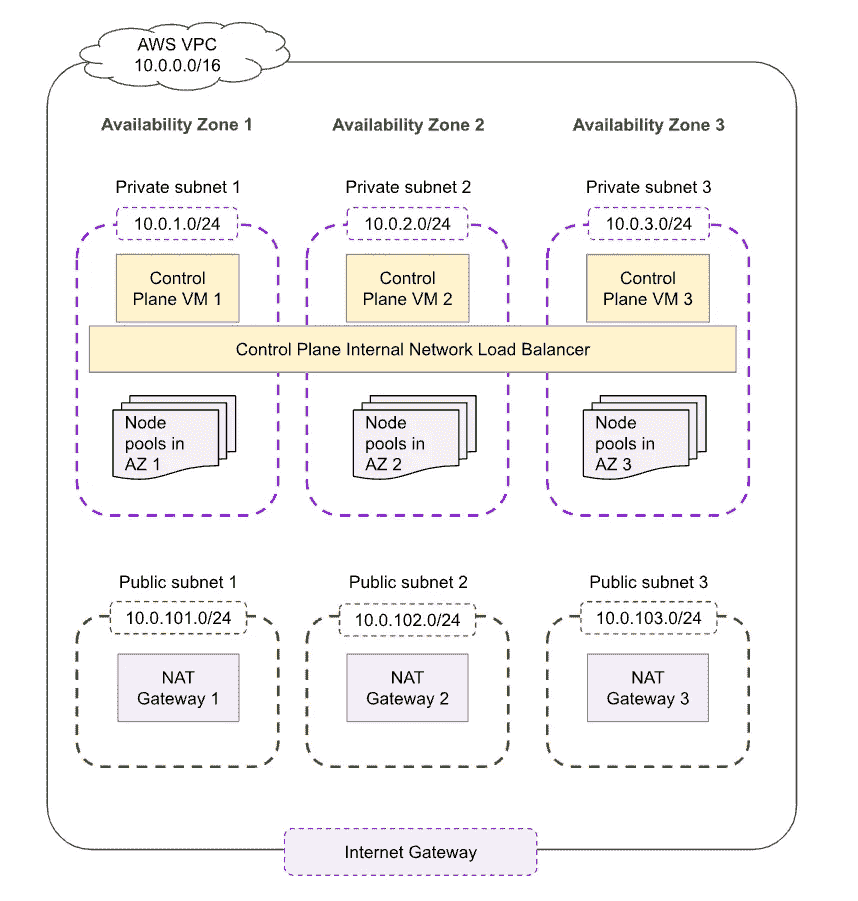 AWS VPC
10.0.0.0/16
Availability Zone 1
Availability Zone 2
Availability Zone 3
Private subnet 1
Private subnet 2
Private subnet 3
10.0.1.0/24
10.0.2.0/24
10.0.3.0/24
Control
Plane VM 1
Control
Plane VM 2
Control
Plane VM 3
Control Plane Internal Network Load Balancer
Node
pools in
AZ 1
Node
pools in
AZ 2
Node
pools in
AZ 3
Public subnet 1
Public subnet 2
Public subnet 3
10.0.101.0/24
10.0.102.0/24
10.0.103.0/24
NAT
Gateway 1
NAT
Gateway 2
NAT
Gateway 3
Internet Gateway